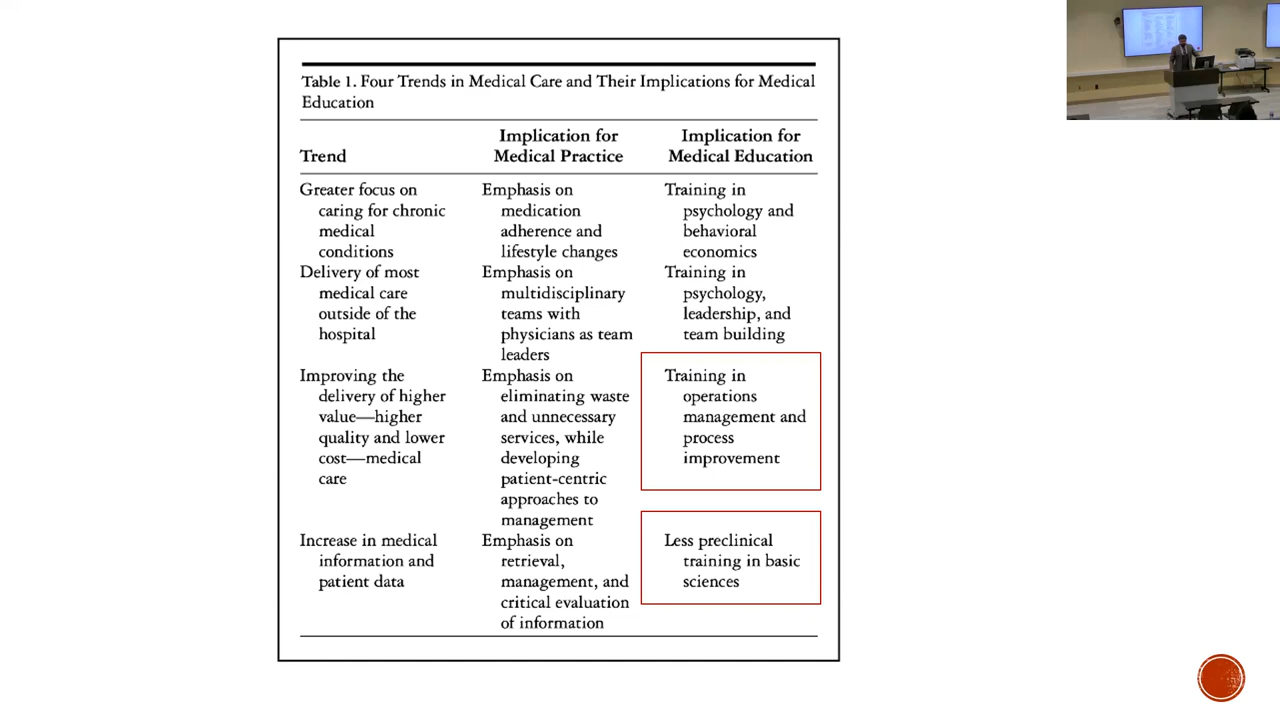 Table 1. Four Trends in Medical Care and Their Implications for Medical
Education
Trend
Implication for
Medical Practice
Implication for
Medical Education
Greater focus on
caring for chronic
medical
conditions
Emphasis on
medication
adherence and
lifestyle changes
Training in
psychology and
behavioral
economics
Delivery of most
medical care
outside of the
hospital
Emphasis on
multidisciplinary
teams with
physicians as team
leaders
Training in
psychology,
leadership, and
team building
Improving the
delivery of higher
value—higher
quality and lower
cost—medical
care
Emphasis on
eliminating waste
and unnecessary
services, while
developing
patient-centric
approaches to
management
Training in
operations
management and
process
improvement
Increase in medical
information and
patient data
Emphasis on
retrieval,
management, and
critical evaluation
of information
Less preclinical
training in basic
sciences